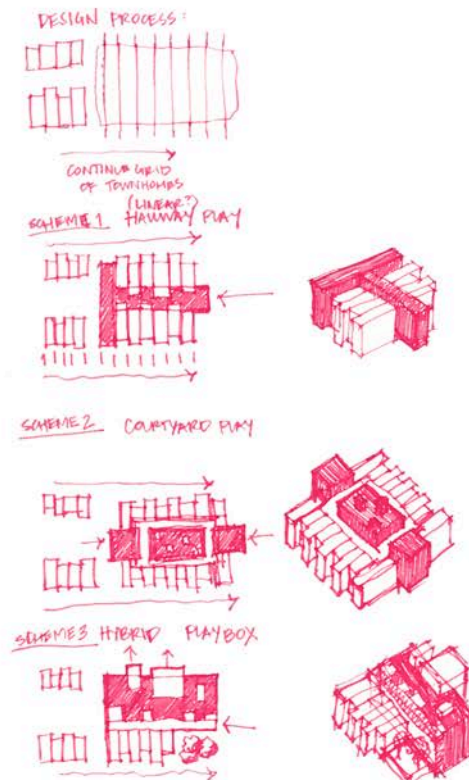 DESIGN PROCESS:
CONTINUE GRID
OF TOWNHOMES
(LINEAR?)
SCHEME 1 HALLWAY PLAY
SCHEME 2 COURTYARD PLAY
SCHEME 3 HYBRID PLAYBOX